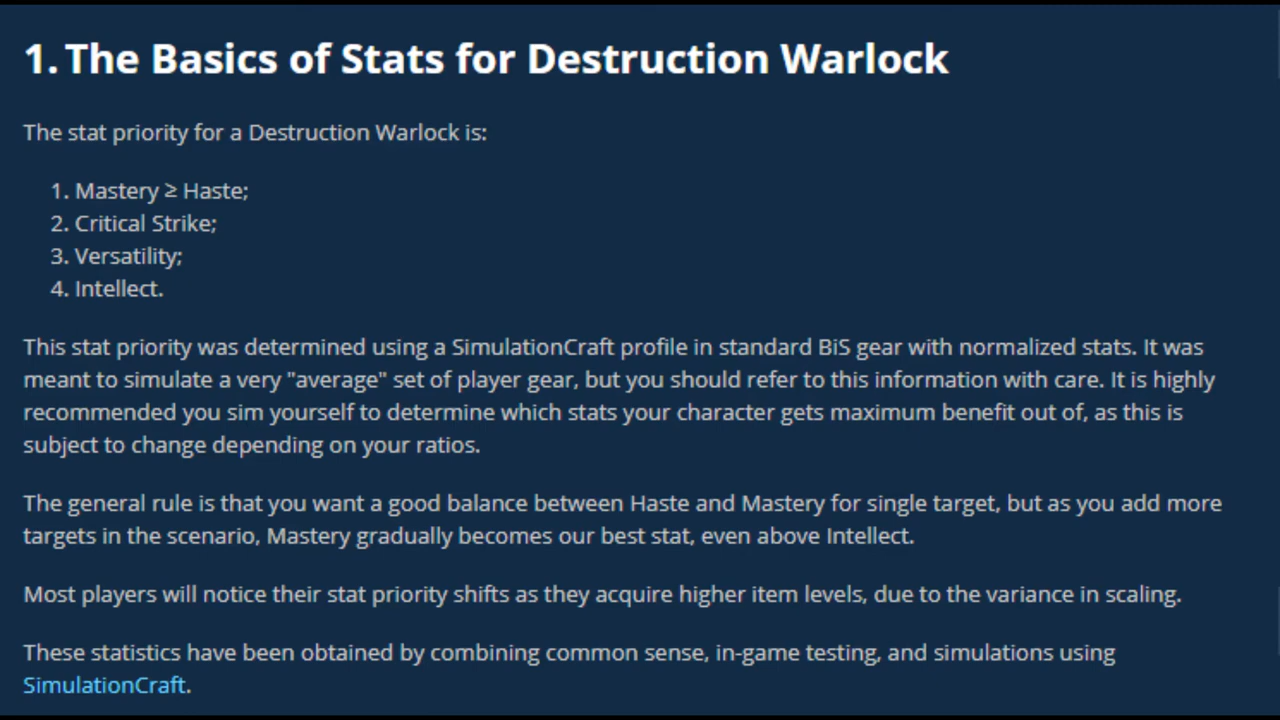 1. The Basics of Stats for Destruction Warlock
The stat priority for a Destruction Warlock is:
1. Mastery ≥ Haste;
2. Critical Strike;
3. Versatility;
4. Intellect.
This stat priority was determined using a SimulationCraft profile in standard BiS gear with normalized stats. It was
meant to simulate a very "average" set of player gear, but you should refer to this information with care. It is highly
recommended you sim yourself to determine which stats your character gets maximum benefit out of, as this is
subject to change depending on your ratios.
The general rule is that you want a good balance between Haste and Mastery for single target, but as you add more
targets in the scenario, Mastery gradually becomes our best stat, even above Intellect.
Most players will notice their stat priority shifts as they acquire higher item levels, due to the variance in scaling.
These statistics have been obtained by combining common sense, in-game testing, and simulations using
SimulationCraft.